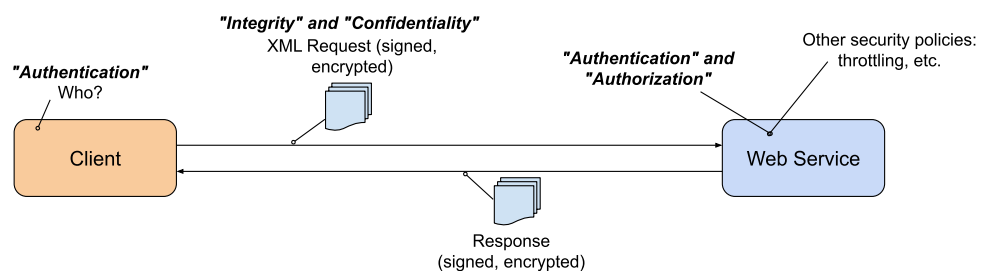 "Integrity" and "Confidentiality"
XML Request (signed,
encrypted)
"Authentication"
Who?
"Authentication" and
"Authorization"
Other security policies:
throttling, etc.
Client
Web Service
Response
(signed, encrypted)